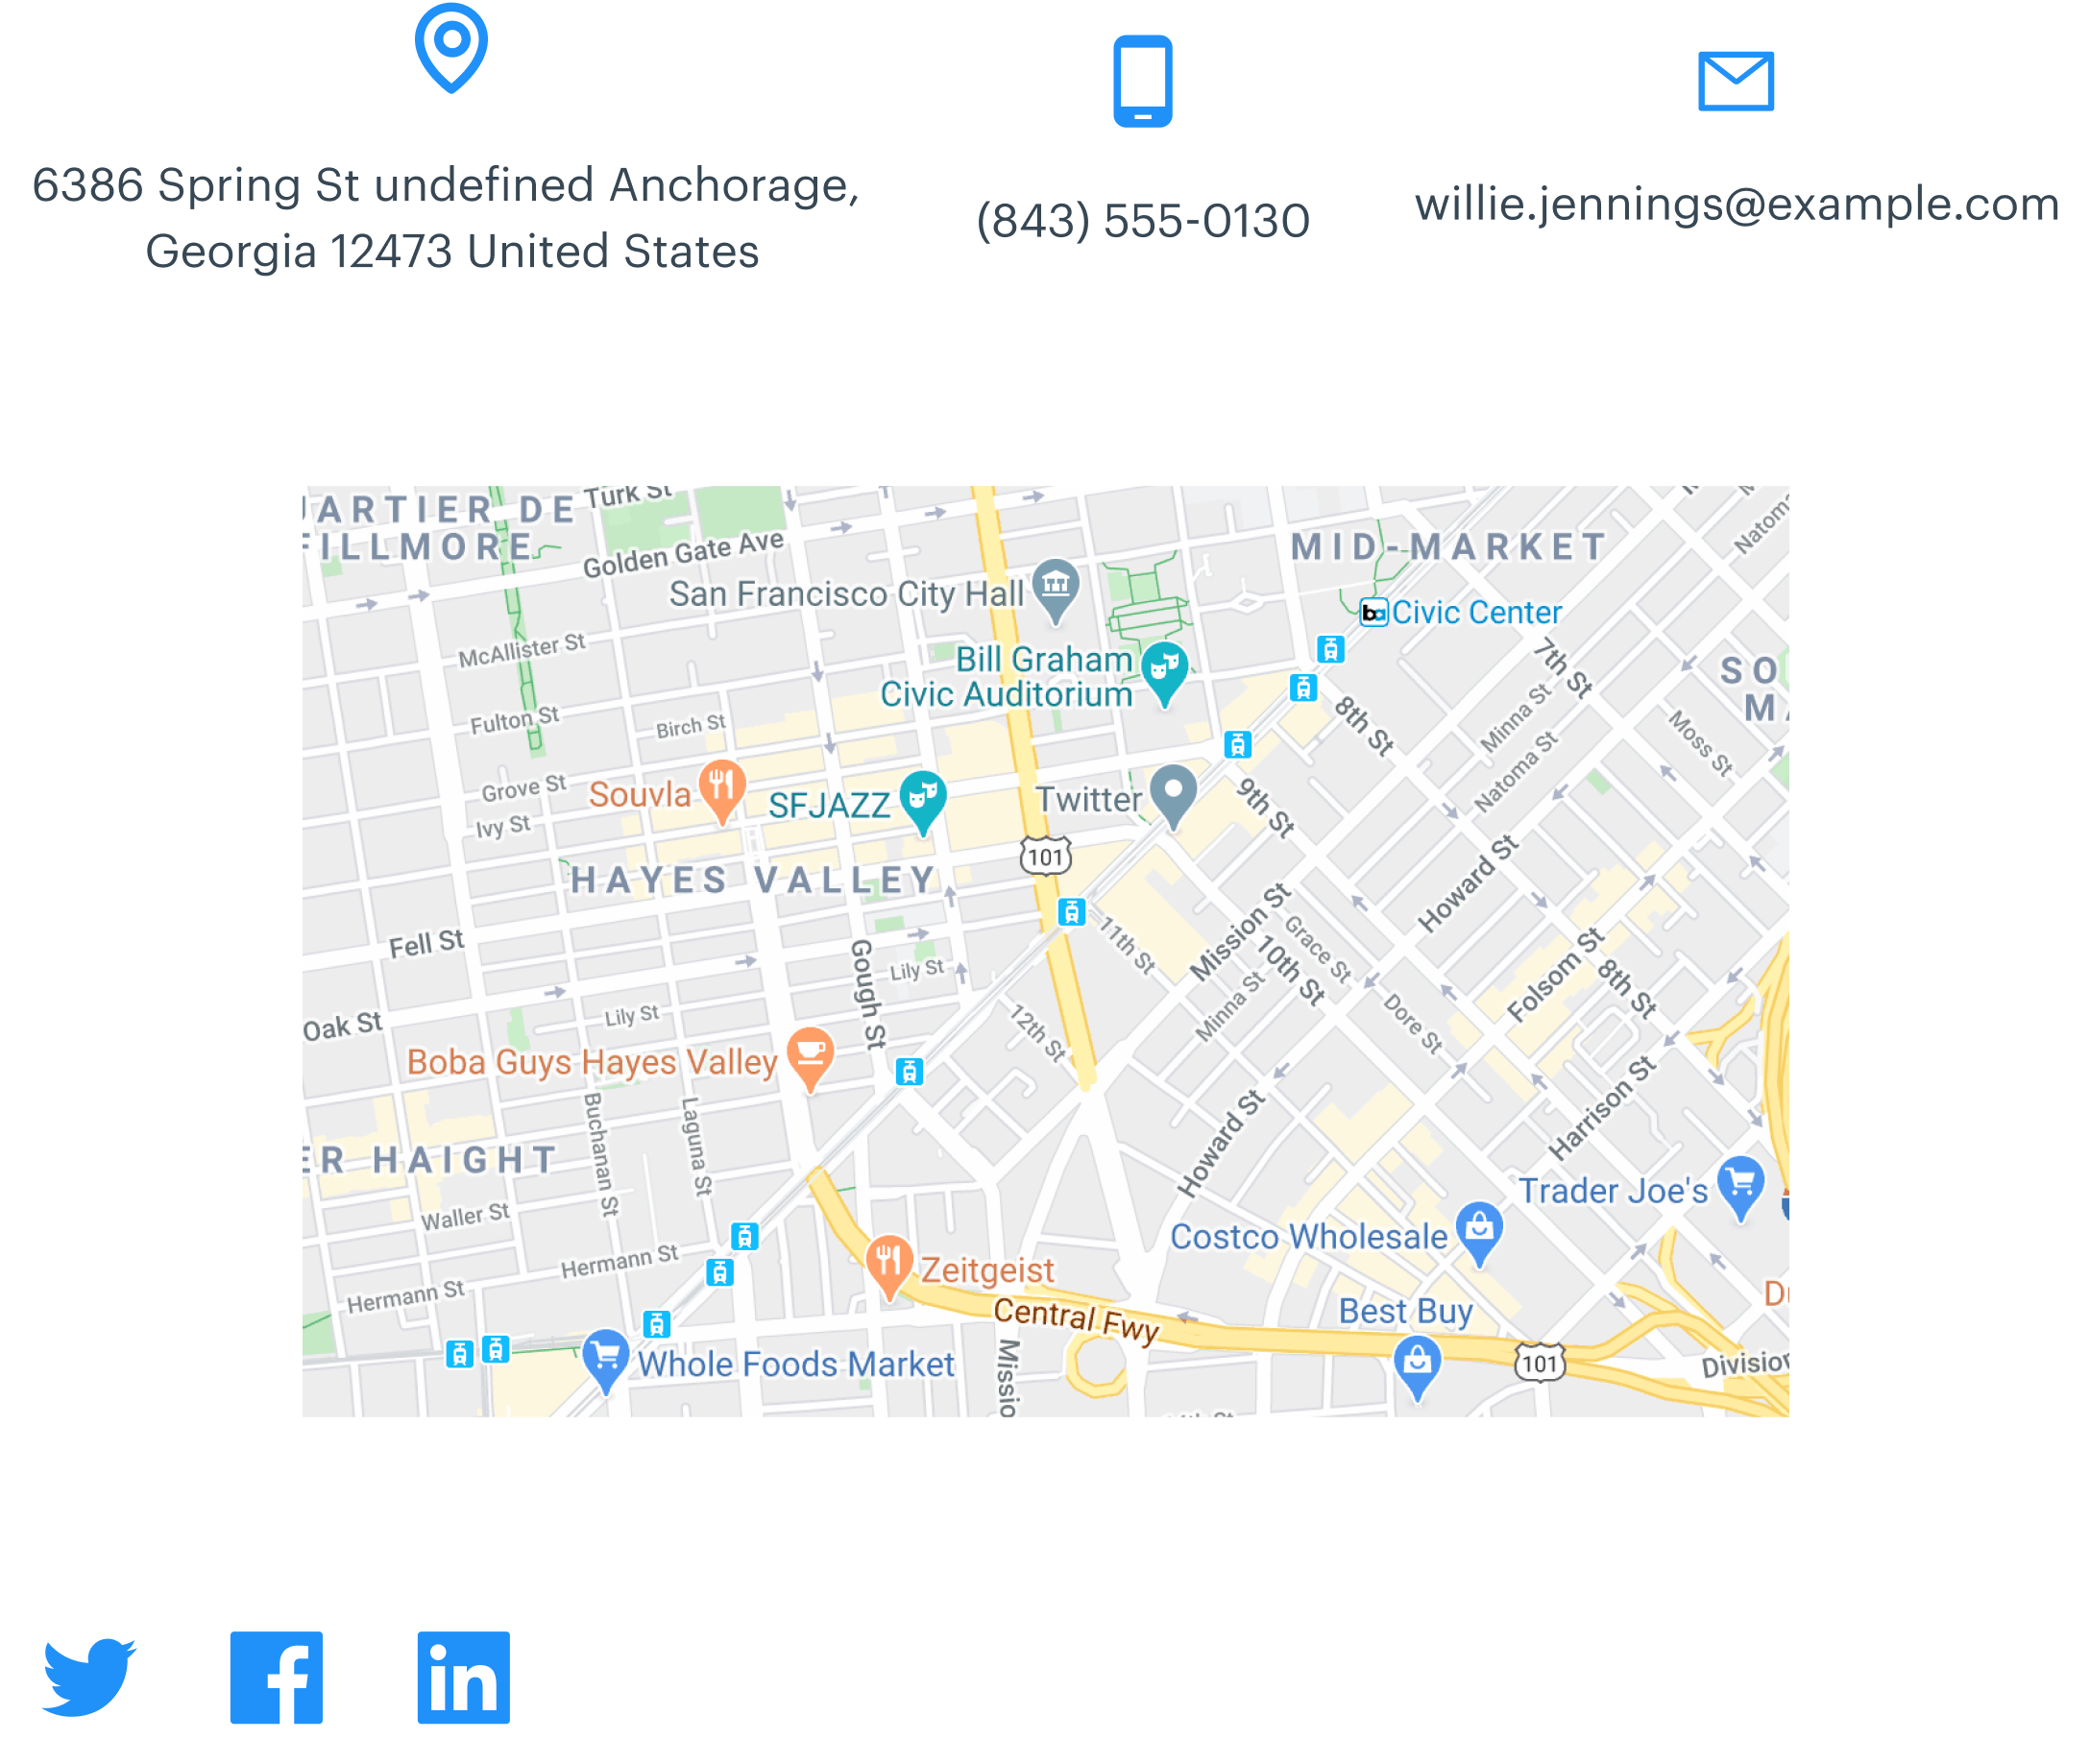 6386 Spring St undefined Anchorage,
Georgia 12473 United States
(843) 555-0130
willie.jennings@example.com
UARTIER DE
FILLMORE
Turk St
Golden Gate Ave
MID-MARKET
Natoma
San Francisco City Hall
Civic Center
McAllister St
Bill Graham
Civic Auditorium
7th St
SO
MA
Fulton St
Birch St
8th St
Minna St
Moss St
Natoma St
Grove St
Souvla
SFJAZZ
Twitter
9th St
Ivy St
101
HAYES VALLEY
Howard St
Fell St
Gough St
Lily St
11th St
Mission St
Grace St
10th St
Minna St
Folsom St
8th St
Oak St
Lily St
12th St
Dore St
Boba Guys Hayes Valley
Buchanan St
Laguna St
Howard St
Harrison St
ER HAIGHT
Trader Joe's
Waller St
Costco Wholesale
Hermann St
Zeitgeist
Hermann St
Central Fwy
Best Buy
Du
Whole Foods Market
Missio
101
Division